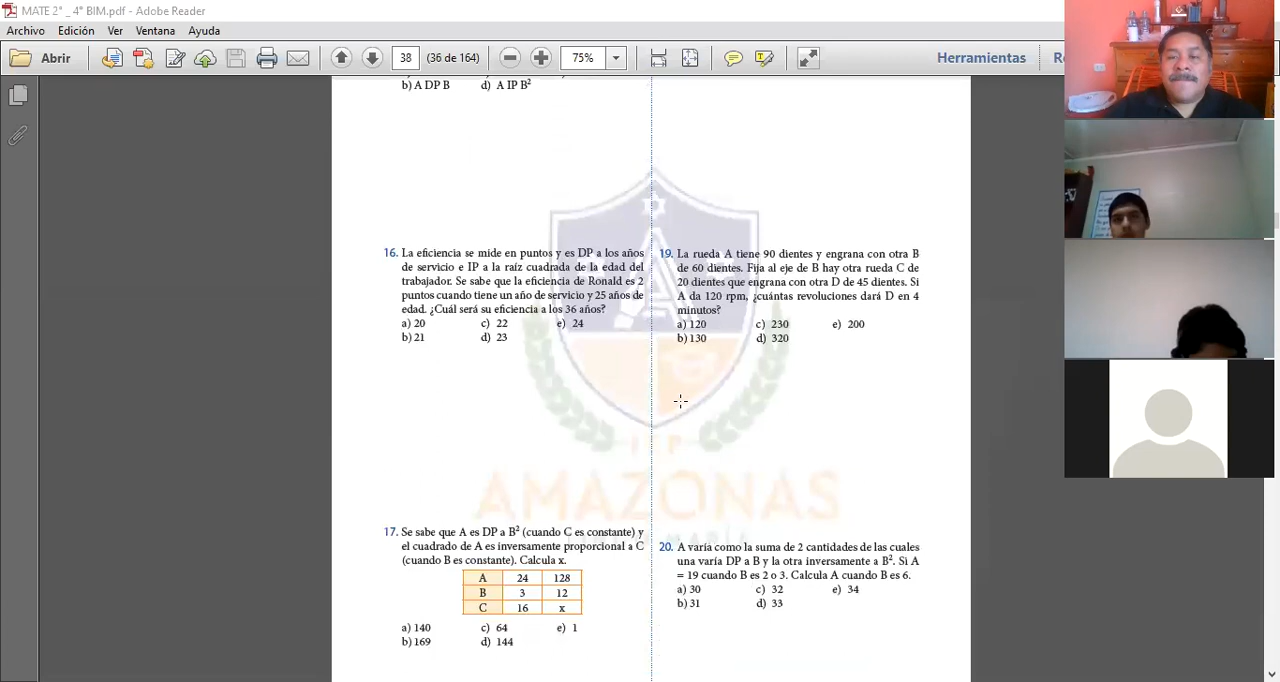 MATE 2° _ 4° BIM.pdf - Adobe Reader
Archivo Edición Ver Ventana Ayuda
Abrir 38 (36 de 164) 75% Herramientas
b) A DP B d) A IP B²
16. La eficiencia se mide en puntos y es DP a los años
de servicio e IP a la raíz cuadrada de la edad del
trabajador. Se sabe que la eficiencia de Ronald es 2
puntos cuando tiene un año de servicio y 25 años de
edad. ¿Cuál será su eficiencia a los 36 años?
a) 20 c) 22 e) 24
b) 21 d) 23
17. Se sabe que A es DP a B² (cuando C es constante) y
el cuadrado de A es inversamente proporcional a C
(cuando B es constante). Calcula x.
A 24 128
B 3 12
C 16 x
a) 140 c) 64 e) 1
b) 169 d) 144
19. La rueda A tiene 90 dientes y engrana con otra B
de 60 dientes. Fija al eje de B hay otra rueda C de
20 dientes que engrana con otra D de 45 dientes. Si
A da 120 rpm, ¿cuántas revoluciones dará D en 4
minutos?
a) 120 c) 230 e) 200
b) 130 d) 320
20. A varía como la suma de 2 cantidades de las cuales
una varía DP a B y la otra inversamente a B². Si A
= 19 cuando B es 2 o 3. Calcula A cuando B es 6.
a) 30 c) 32 e) 34
b) 31 d) 33
I E P
AMAZONAS